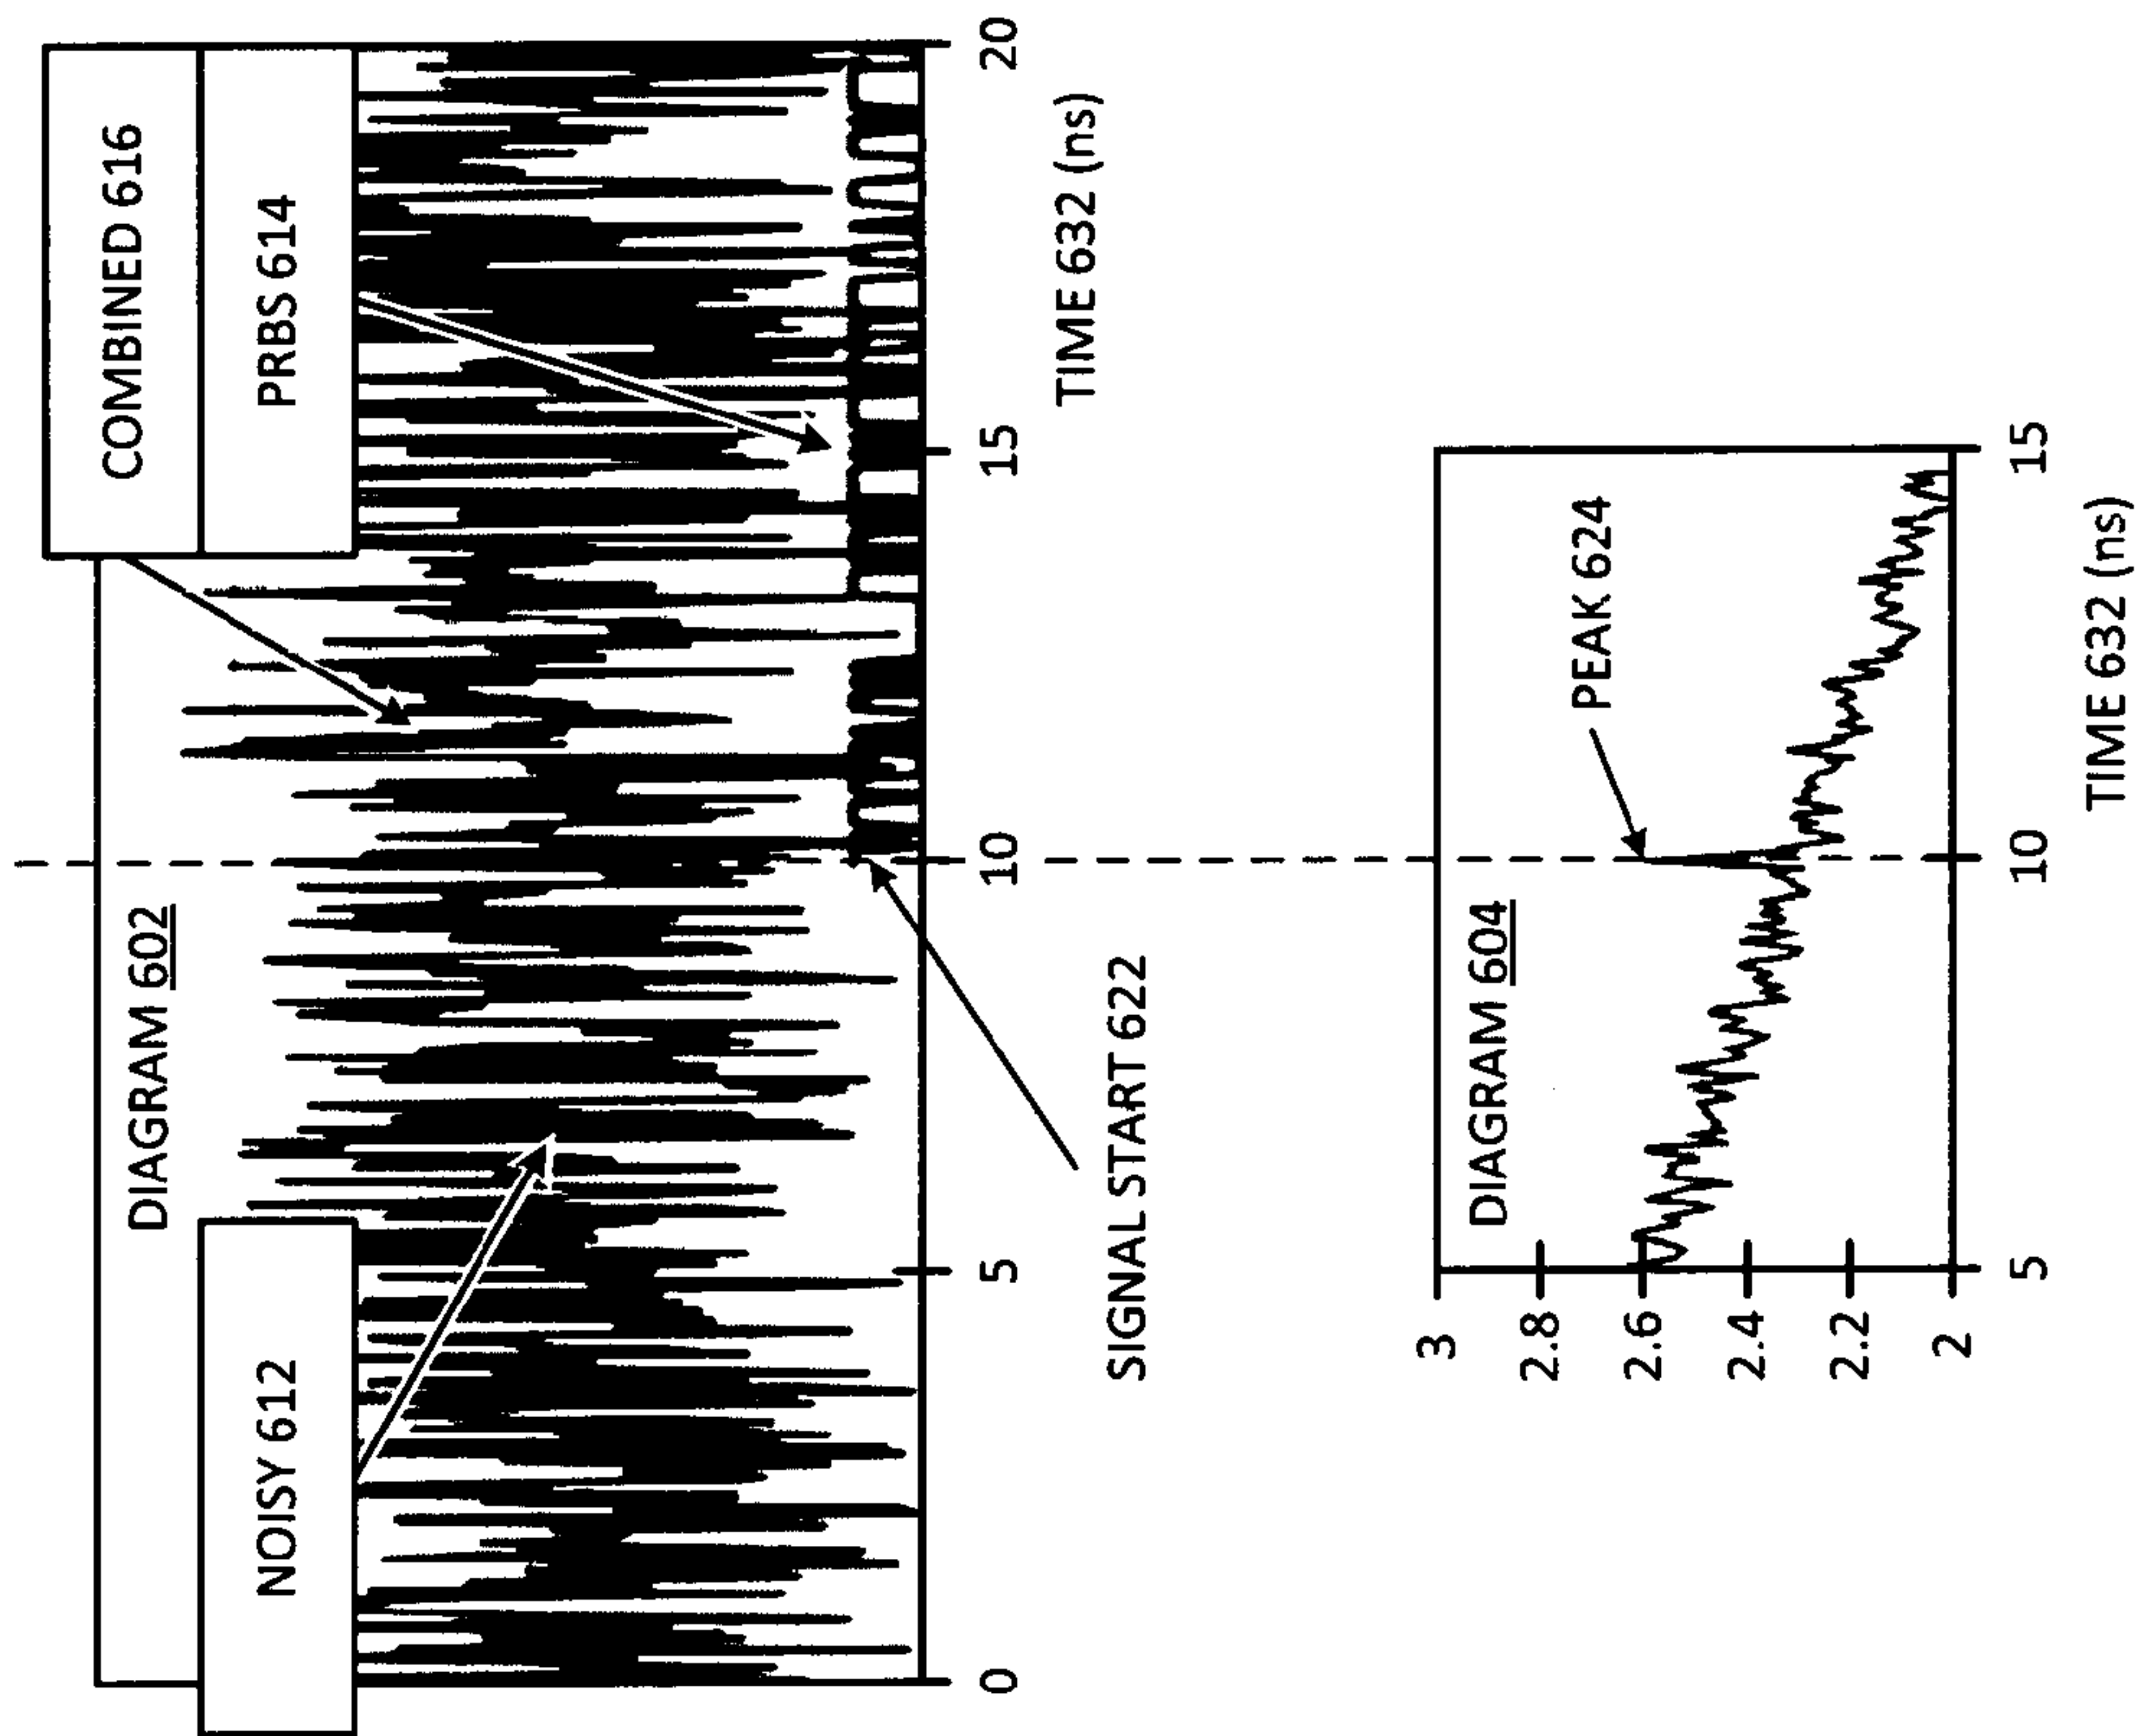 DIAGRAM 602
COMBINED 616
PRBS 614
NOISY 612
0
5
10
15
20
TIME 632 (ns)
SIGNAL START 622
DIAGRAM 604
PEAK 624
3
2.8
2.6
2.4
2.2
2
5
10
15
TIME 632 (ns)